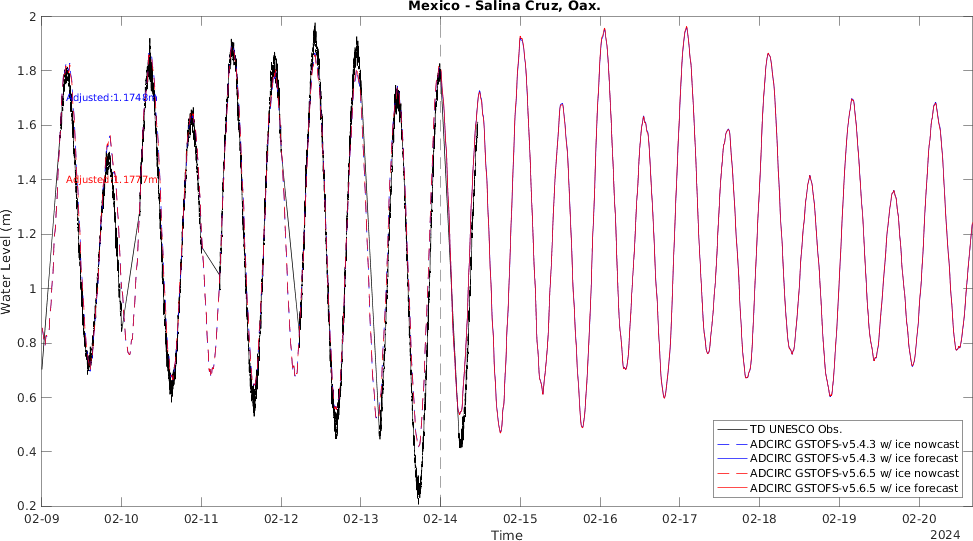 Mexico - Salina Cruz, Oax.
2
1.8
1.6
1.4
1.2
1
0.8
0.6
0.4
0.2
Water Level (m)
Adjusted:1.1748m
Adjusted:1.1777m
TD UNESCO Obs.
ADCIRC GSTOFS-v5.4.3 w/ ice nowcast
ADCIRC GSTOFS-v5.4.3 w/ ice forecast
ADCIRC GSTOFS-v5.6.5 w/ ice nowcast
ADCIRC GSTOFS-v5.6.5 w/ ice forecast
02-09 02-10 02-11 02-12 02-13 02-14 02-15 02-16 02-17 02-18 02-19 02-20
Time
2024